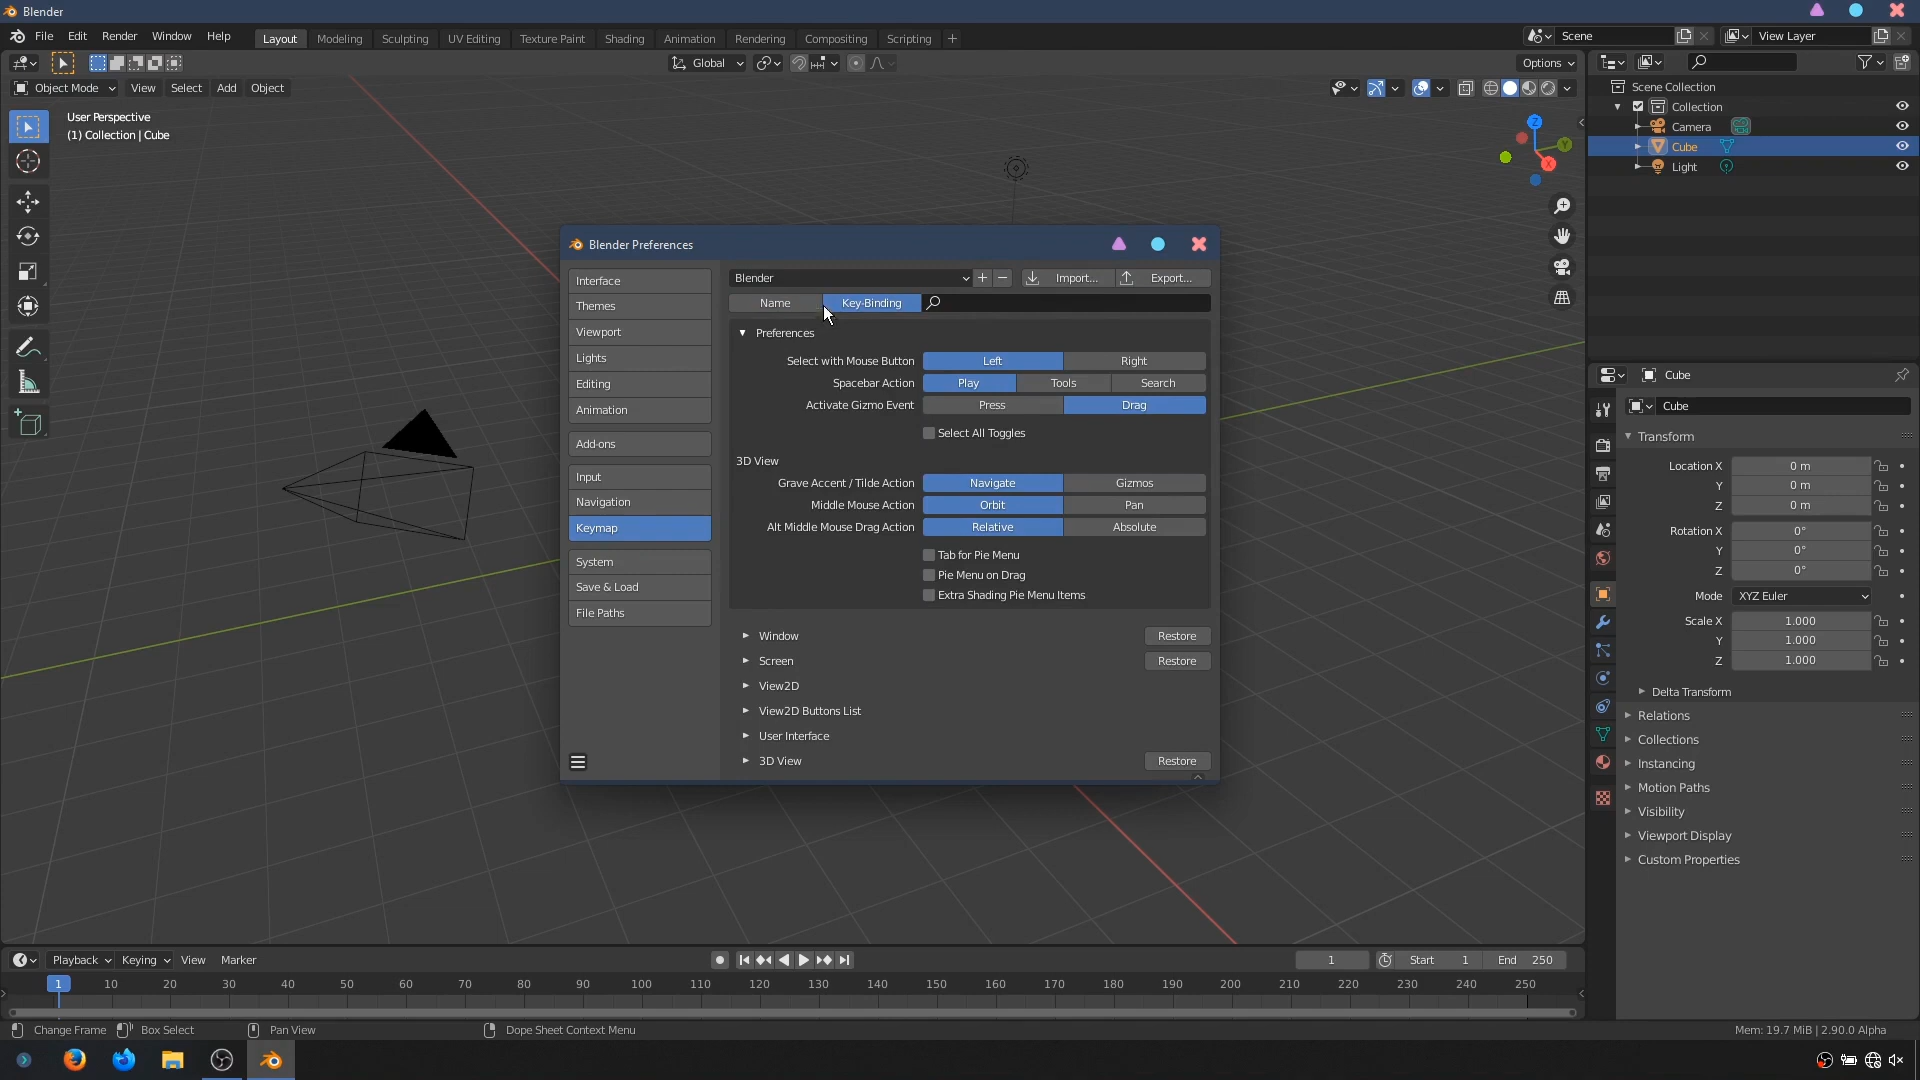 Blender
File Edit Render Window Help
Layout Modeling Sculpting UV Editing Texture Paint Shading Animation Rendering Compositing Scripting +
Scene
View Layer
Global
Options
Object Mode View Select Add Object
User Perspective
(1) Collection | Cube
Z
Y
X
Scene Collection
Collection
Camera
Cube
Light
Blender Preferences
Interface
Themes
Viewport
Lights
Editing
Animation
Add-ons
Input
Navigation
Keymap
System
Save & Load
File Paths
Blender
Import...
Export...
Name Key-Binding
Preferences
Select with Mouse Button Left Right
Spacebar Action Play Tools Search
Activate Gizmo Event Press Drag
Select All Toggles
3D View
Grave Accent / Tilde Action Navigate Gizmos
Middle Mouse Action Orbit Pan
Alt Middle Mouse Drag Action Relative Absolute
Tab for Pie Menu
Pie Menu on Drag
Extra Shading Pie Menu Items
Window Restore
Screen Restore
View2D
View2D Buttons List
User Interface
3D View Restore
Cube
Cube
Transform
Location X 0 m
Y 0 m
Z 0 m
Rotation X 0°
Y 0°
Z 0°
Mode XYZ Euler
Scale X 1.000
Y 1.000
Z 1.000
Delta Transform
Relations
Collections
Instancing
Motion Paths
Visibility
Viewport Display
Custom Properties
Playback Keying View Marker
1
Start 1
End 250
1 10 20 30 40 50 60 70 80 90 100 110 120 130 140 150 160 170 180 190 200 210 220 230 240 250
Change Frame Box Select Pan View Dope Sheet Context Menu
Mem: 19.7 MiB | 2.90.0 Alpha